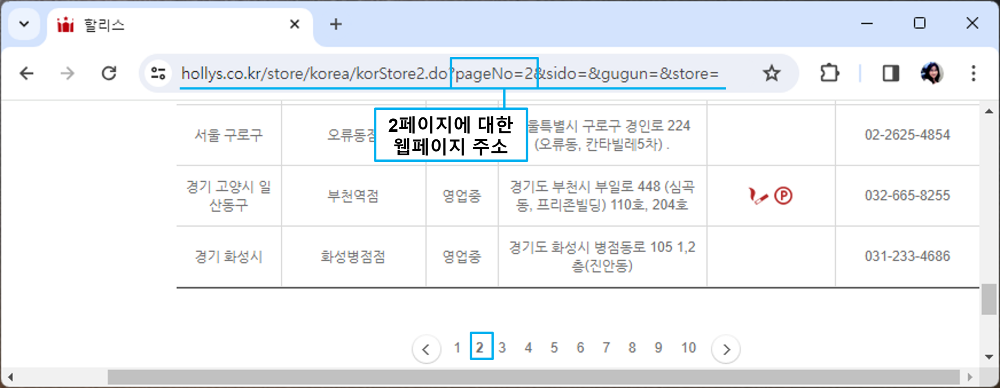 할리스
hollys.co.kr/store/korea/korStore2.do?pageNo=2&sido=&gugun=&store=
2페이지에 대한
웹페이지 주소
서울 구로구
오류동점
울특별시 구로구 경인로 224
(오류동, 칸타빌레5차) .
02-2625-4854
경기 고양시 일
산동구
부천역점
영업중
경기도 부천시 부일로 448 (심곡
동, 프리존빌딩) 110호, 204호
P
032-665-8255
경기 화성시
화성병점점
영업중
경기도 화성시 병점동로 105 1,2
층(진안동)
031-233-4686
1 2 3 4 5 6 7 8 9 10